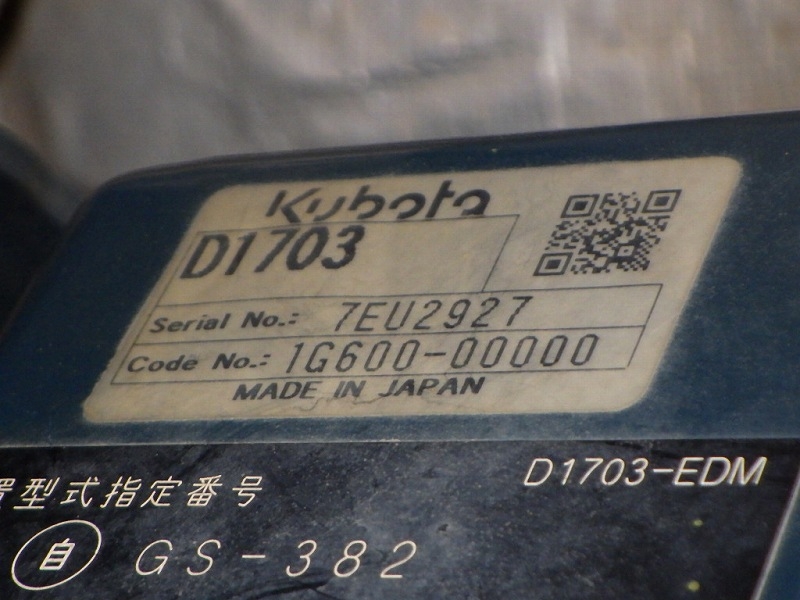 Kubota
D1703
Serial No.: 7EU2927
Code No.: 1G600-00000
MADE IN JAPAN
D1703-EDM
置型式指定番号
自 GS-382